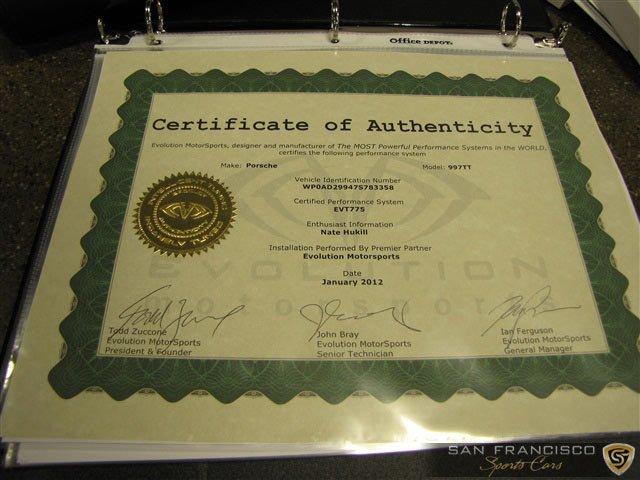 Office DEPOT.
Certificate of Authenticity
Evolution MotorSports, designer and manufacturer of The MOST Powerful Performance Systems in the WORLD,
certifies the following performance system
Make: Porsche Model: 997TT
Vehicle Identification Number
WP0AD29947S783358
Certified Performance System
EVT775
Enthusiast Information
Nate Hukill
Installation Performed By Premier Partner
Evolution Motorsports
Date
January 2012
EVOLUTION
motorsports
Todd Zuccone
Evolution MotorSports
President & Founder
John Bray
Evolution MotorSports
Senior Technician
Ian Ferguson
Evolution MotorSports
General Manager
SAN FRANCISCO
Sports Cars